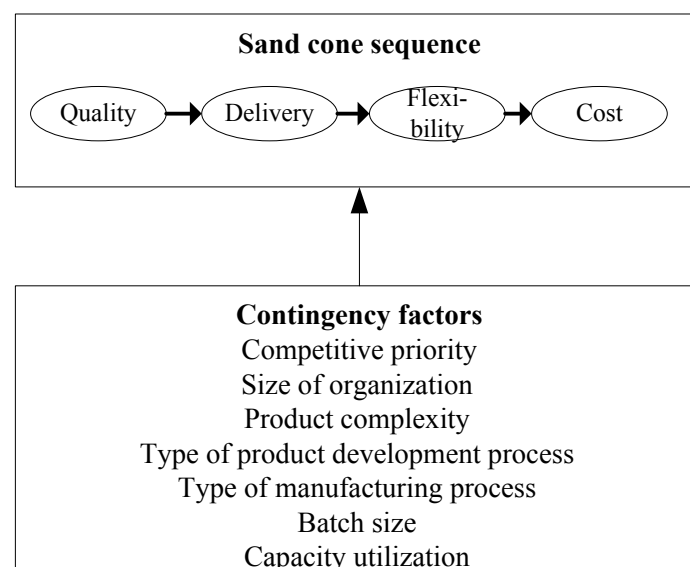 Sand cone sequence
Quality
Delivery
Flexi-
bility
Cost
Contingency factors
Competitive priority
Size of organization
Product complexity
Type of product development process
Type of manufacturing process
Batch size
Capacity utilization